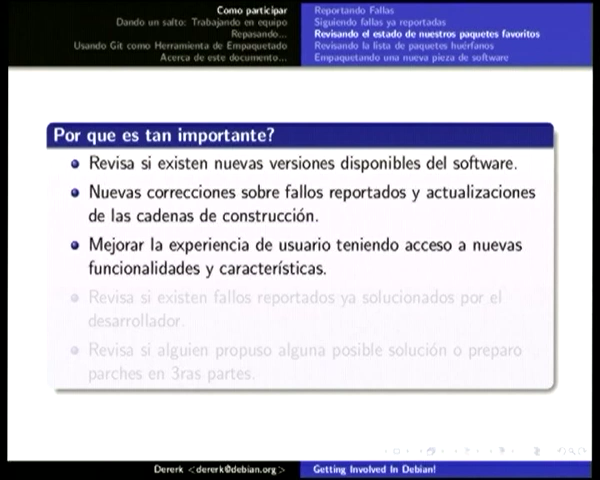 Como participar
Dando un salto: Trabajando en equipo
Repasando...
Usando Git como Herramienta de Empaquetado
Acerca de este documento...
Reportando Fallas
Siguiendo fallas ya reportadas
Revisando el estado de nuestros paquetes favoritos
Revisando la lista de paquetes huérfanos
Empaquetando una nueva pieza de software
Por que es tan importante?
Revisa si existen nuevas versiones disponibles del software.
Nuevas correcciones sobre fallos reportados y actualizaciones
de las cadenas de construcción.
Mejorar la experiencia de usuario teniendo acceso a nuevas
funcionalidades y características.
Revisa si existen fallos reportados ya solucionados por el
desarrollador.
Revisa si alguien propuso alguna posible solución o preparo
parches en 3ras partes.
Dererk <dererk@debian.org>
Getting Involved In Debian!